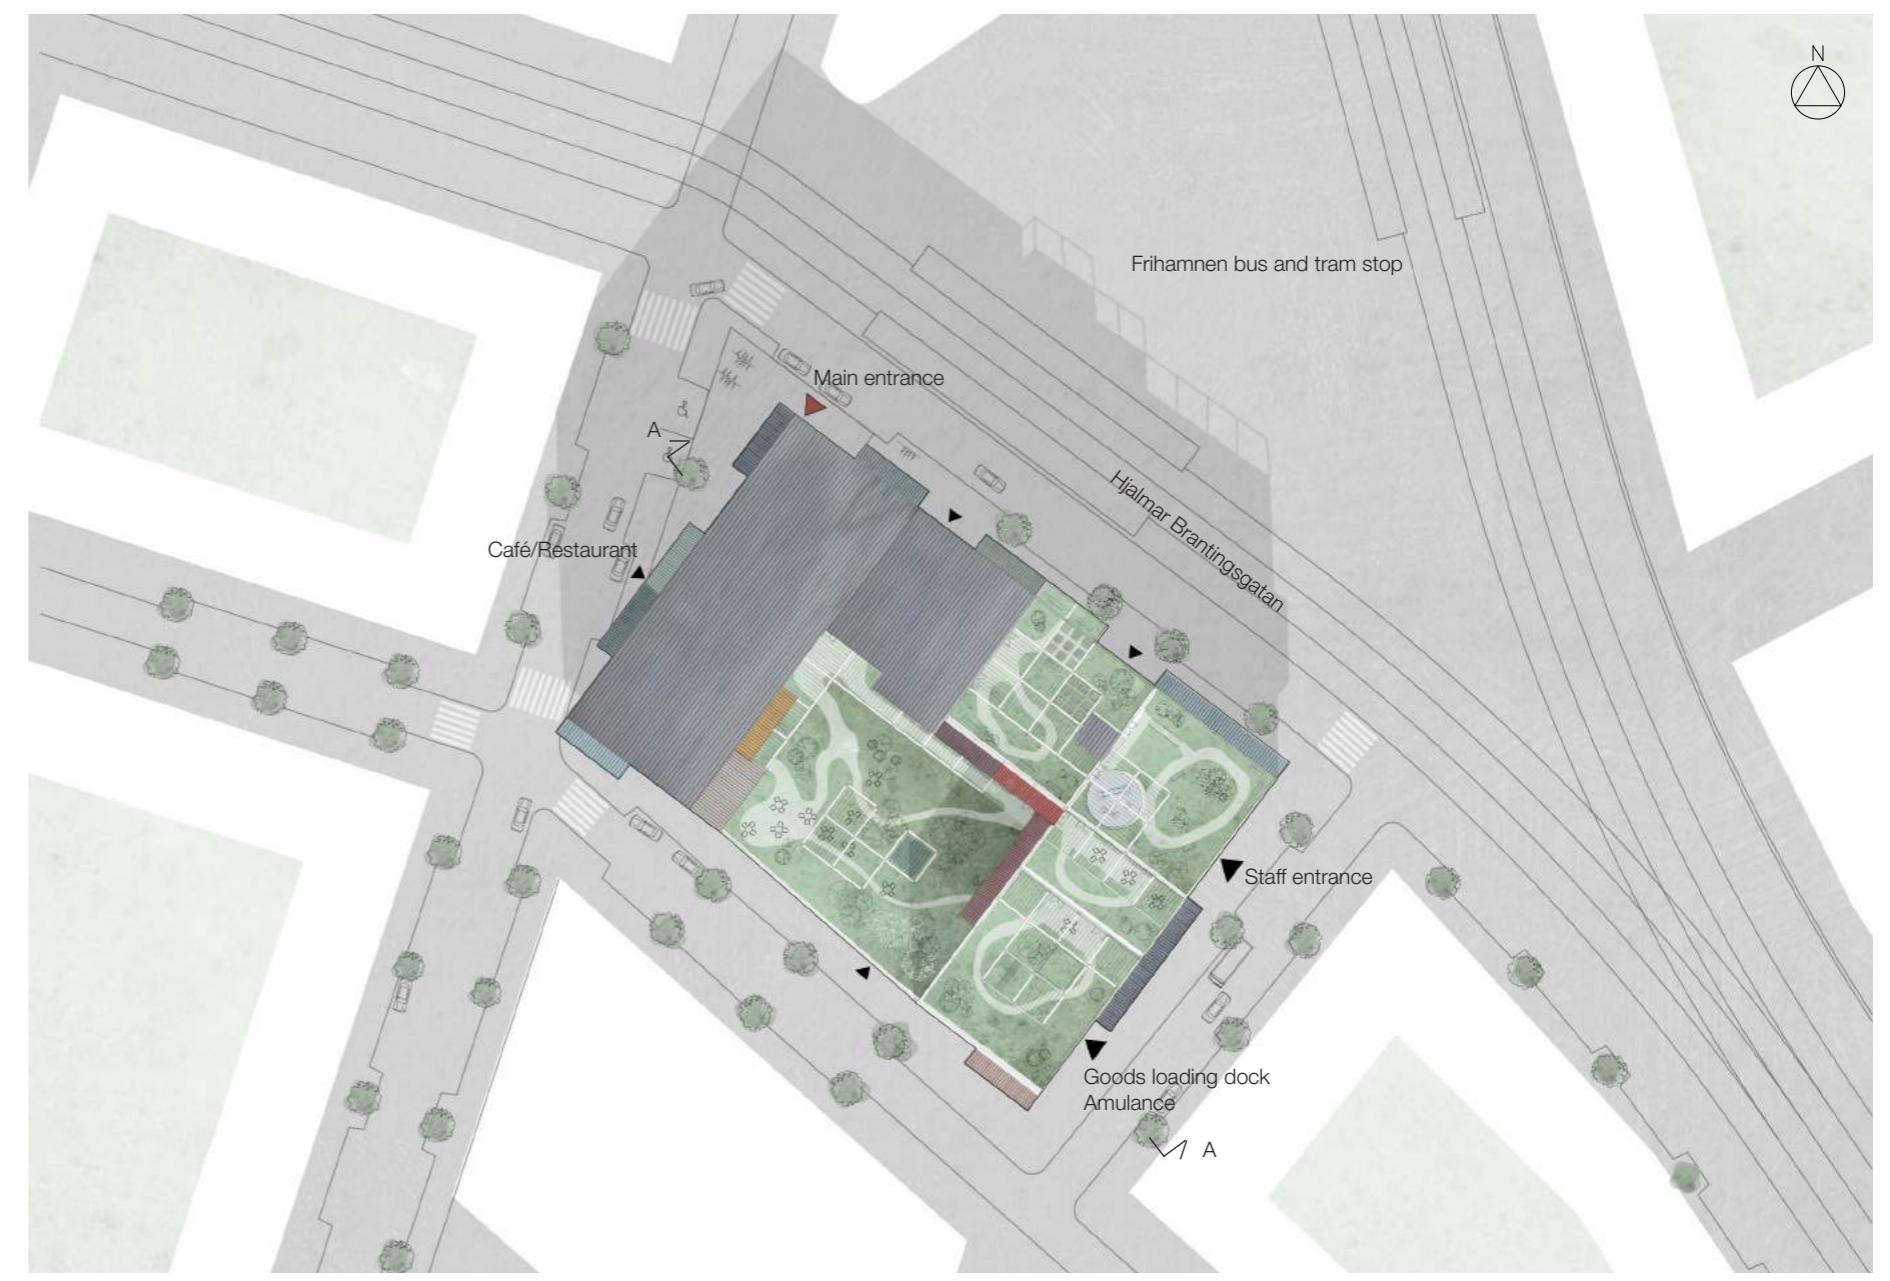 N
Frihamnen bus and tram stop
Main entrance
A
Hjalmar Brantingsgatan
Café/Restaurant
Staff entrance
Goods loading dock
Amulance
A